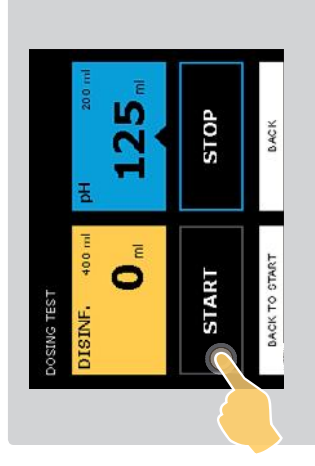 DOSING TEST
DISINF. 400 ml
0 ml
pH 200 ml
125 ml
START
STOP
BACK TO START
BACK